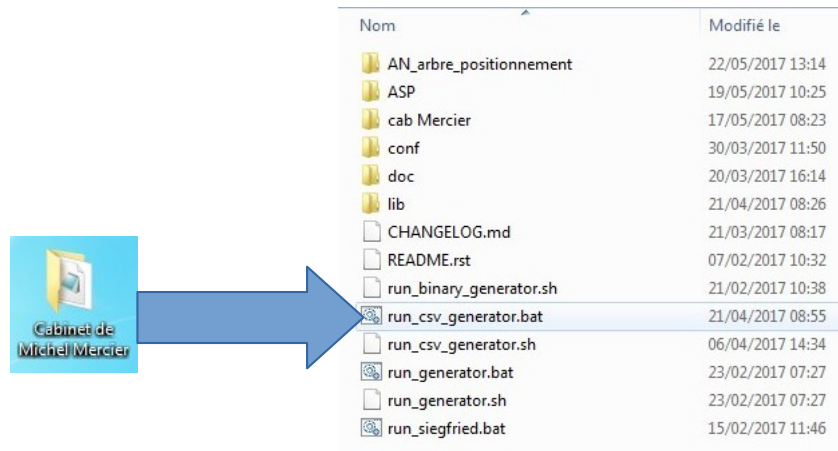 Nom Modifié le
AN_arbre_positionnement 22/05/2017 13:14
ASP 19/05/2017 10:25
cab Mercier 17/05/2017 08:23
conf 30/03/2017 11:50
doc 20/03/2017 16:14
lib 21/04/2017 08:26
CHANGELOG.md 21/03/2017 08:17
README.rst 07/02/2017 10:32
run_binary_generator.sh 21/02/2017 10:38
run_csv_generator.bat 21/04/2017 08:55
run_csv_generator.sh 06/04/2017 14:34
run_generator.bat 23/02/2017 07:27
run_generator.sh 23/02/2017 07:27
run_siegfried.bat 15/02/2017 11:46
Cabinet de
Michel Mercier